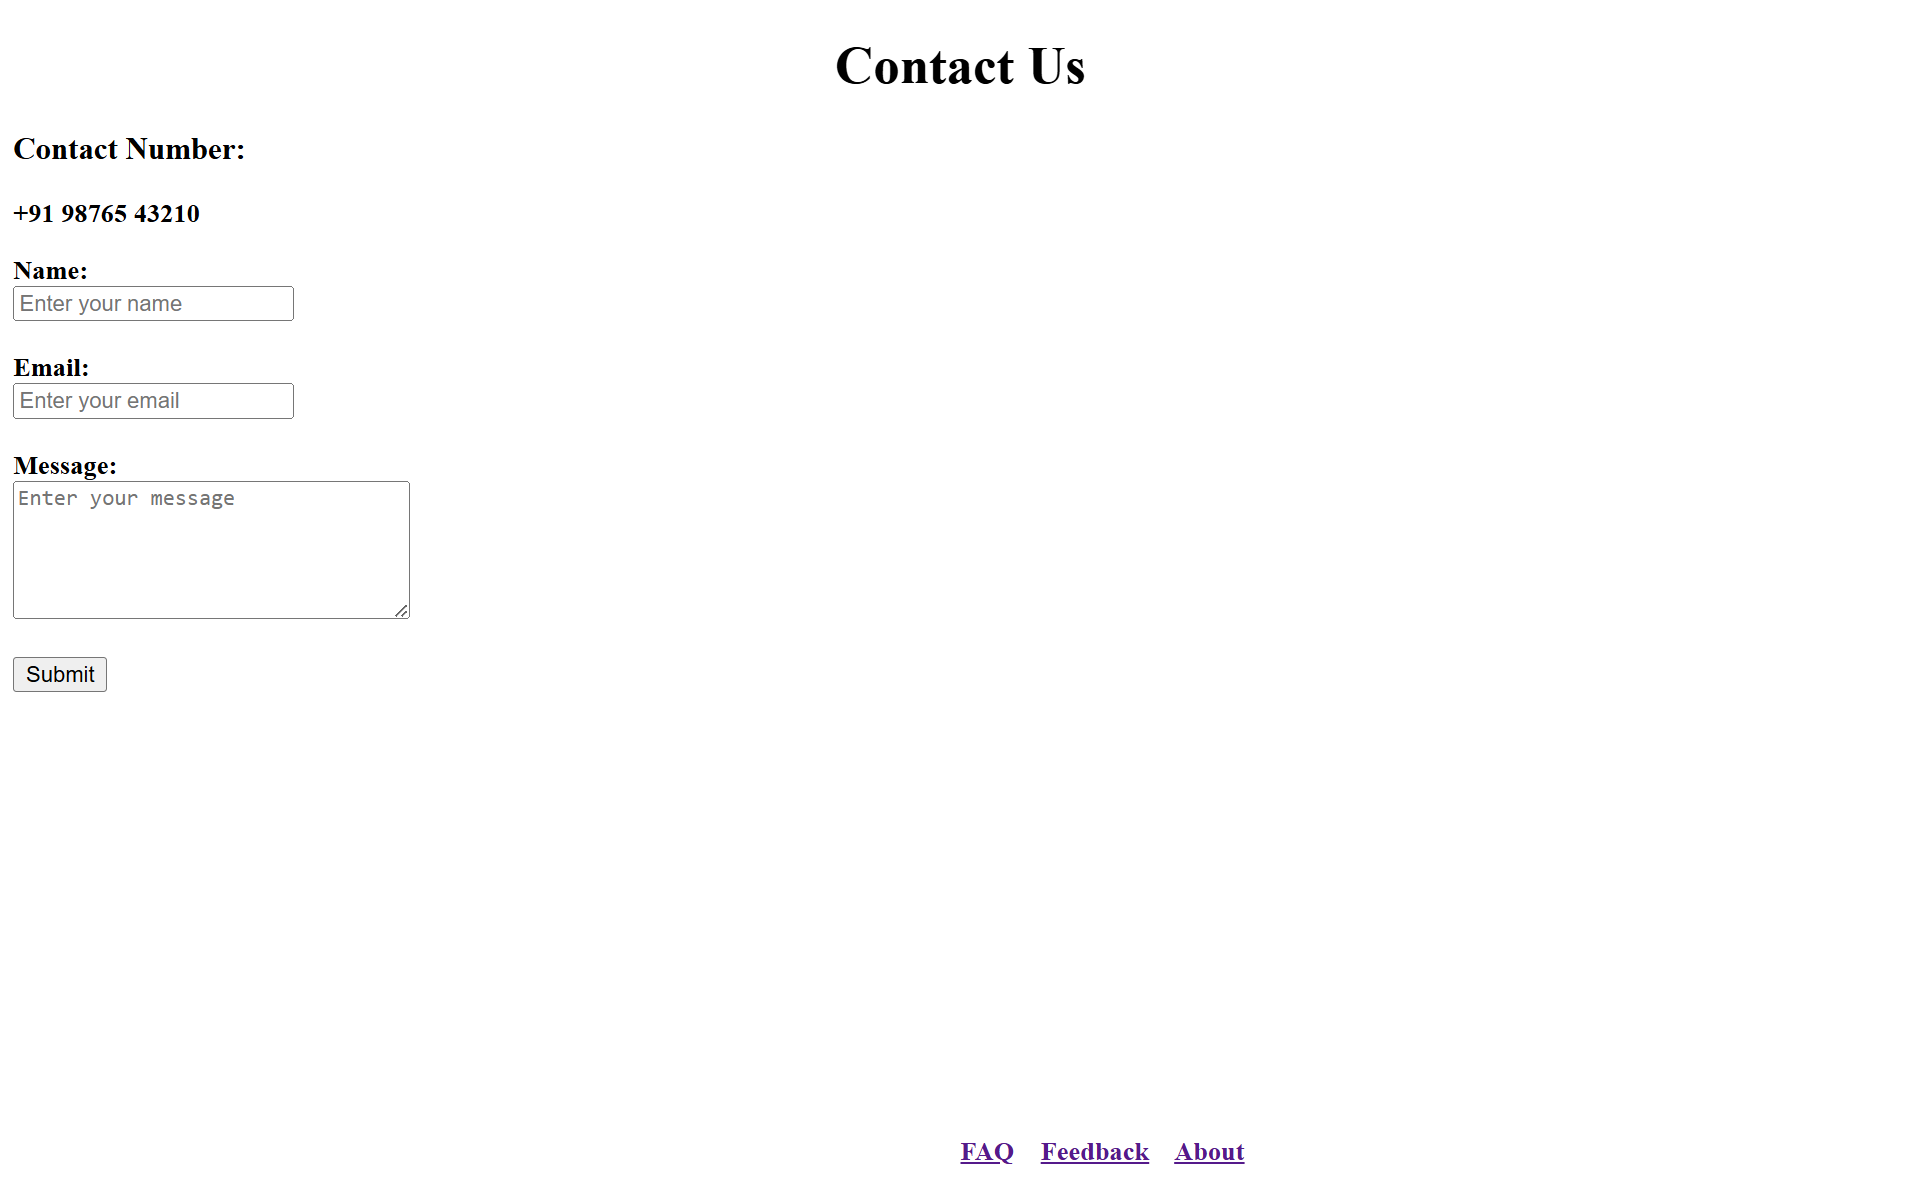 Contact Us
Contact Number:
+91 98765 43210
Name:
Enter your name
Email:
Enter your email
Message:
Enter your message
Submit
FAQ Feedback About